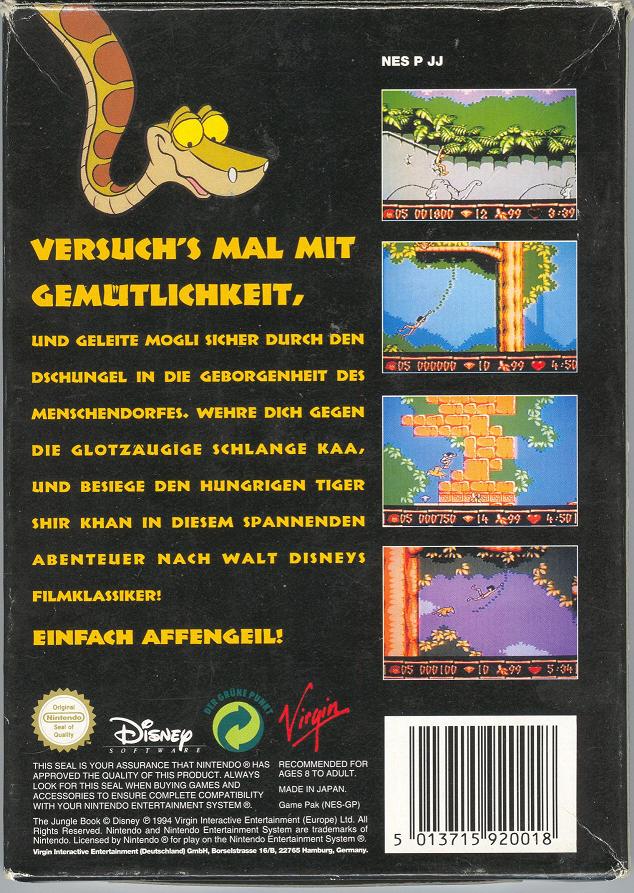 NES P JJ
VERSUCH'S MAL MIT
GEMÜTLICHKEIT,
UND GELEITE MOGLI SICHER DURCH DEN
DSCHUNGEL IN DIE GEBORGENHEIT DES
MENSCHENDORFES. WEHRE DICH GEGEN
DIE GLOTZÄUGIGE SCHLANGE KAA,
UND BESIEGE DEN HUNGRIGEN TIGER
SHIR KHAN IN DIESEM SPANNENDEN
ABENTEUER NACH WALT DISNEYS
FILMKLASSIKER!
EINFACH AFFENGEIL!
05 001800 12 99 3:39
05 000000 10 99 4:50
05 000750 14 99 4:50
05 000100 10 99 5:34
Original
Nintendo
Seal of
Quality
DISNEY
SOFTWARE
DER GRÜNE PUNKT
Virgin
THIS SEAL IS YOUR ASSURANCE THAT NINTENDO ® HAS
APPROVED THE QUALITY OF THIS PRODUCT. ALWAYS
LOOK FOR THIS SEAL WHEN BUYING GAMES AND
ACCESSORIES TO ENSURE COMPLETE COMPATIBILITY
WITH YOUR NINTENDO ENTERTAINMENT SYSTEM ®.
RECOMMENDED FOR
AGES 8 TO ADULT.
MADE IN JAPAN.
Game Pak (NES-GP)
The Jungle Book © Disney ℗ 1994 Virgin Interactive Entertainment (Europe) Ltd. All
Rights Reserved. Nintendo and Nintendo Entertainment System are trademarks of
Nintendo. Licensed by Nintendo ® for play on the Nintendo Entertainment System ®.
Virgin Interactive Entertainment (Deutschland) GmbH, Borselstrasse 16/B, 22765 Hamburg, Germany.
5 013715 920018